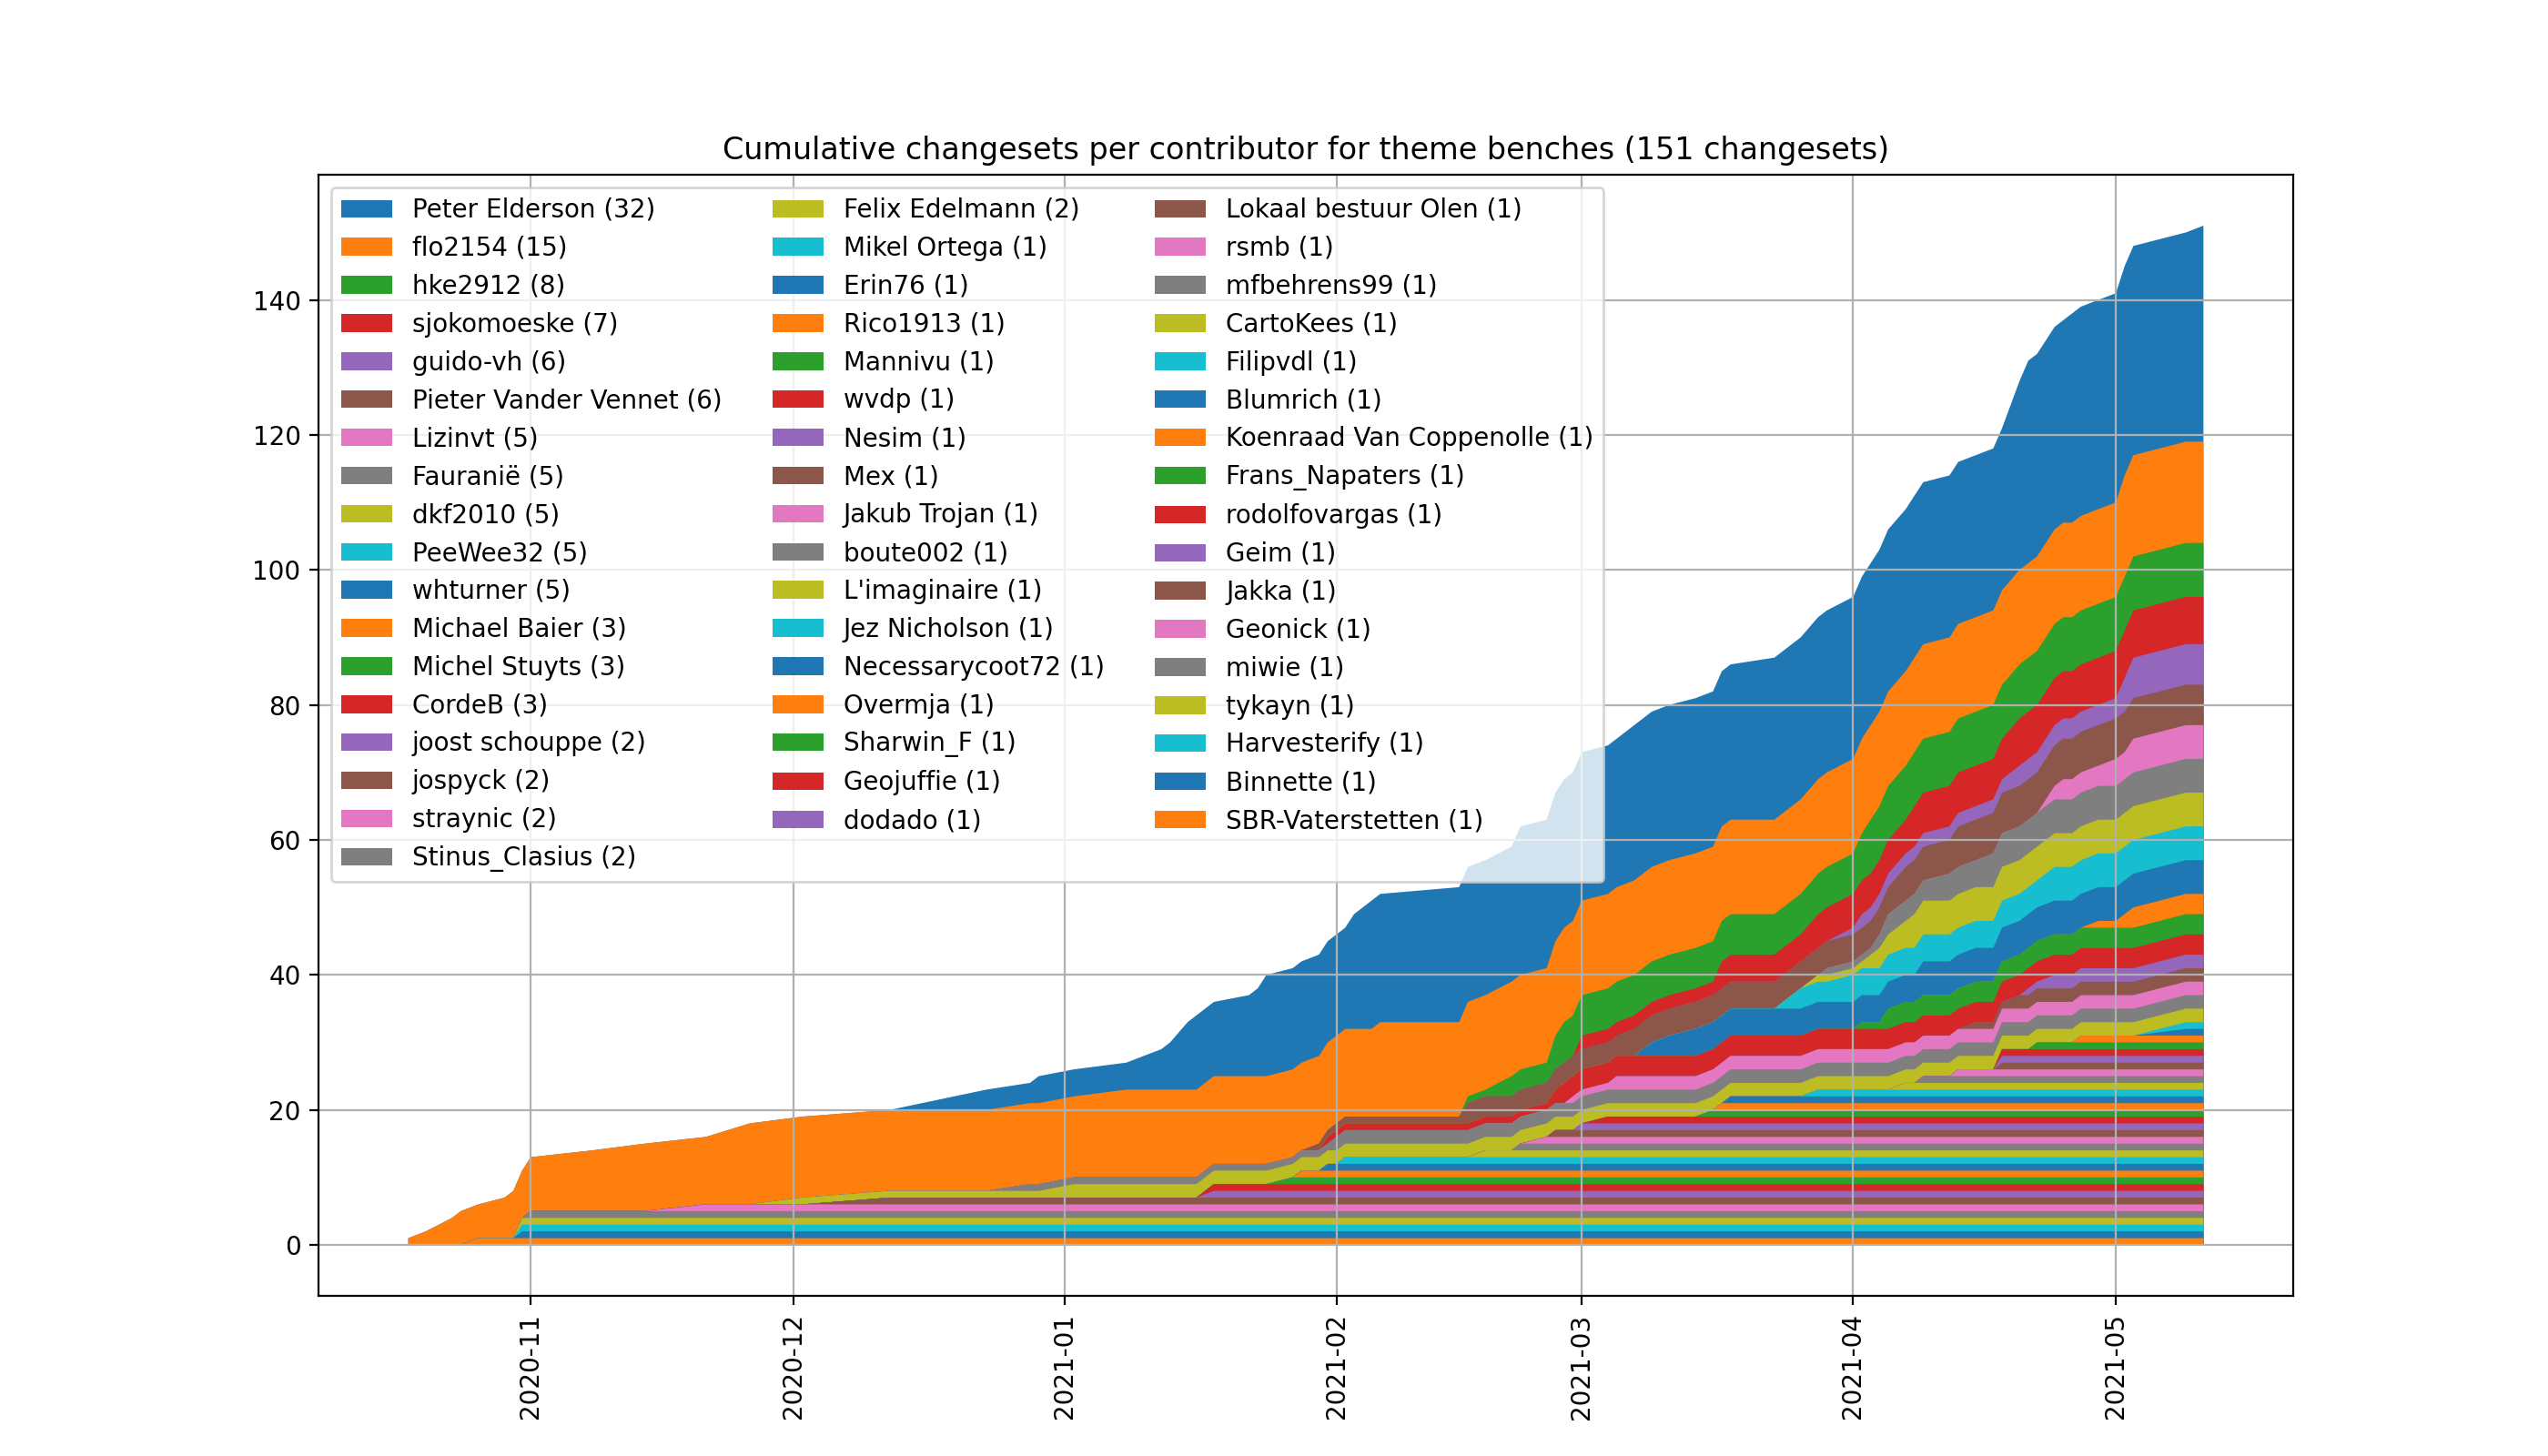 Cumulative changesets per contributor for theme benches (151 changesets)
Peter Elderson (32)
flo2154 (15)
hke2912 (8)
sjokomoeske (7)
guido-vh (6)
Pieter Vander Vennet (6)
Lizinvt (5)
Fauranië (5)
dkf2010 (5)
PeeWee32 (5)
whturner (5)
Michael Baier (3)
Michel Stuyts (3)
CordeB (3)
joost schouppe (2)
jospyck (2)
straynic (2)
Stinus_Clasius (2)
Felix Edelmann (2)
Mikel Ortega (1)
Erin76 (1)
Rico1913 (1)
Mannivu (1)
wvdp (1)
Nesim (1)
Mex (1)
Jakub Trojan (1)
boute002 (1)
L'imaginaire (1)
Jez Nicholson (1)
Necessarycoot72 (1)
Overmja (1)
Sharwin_F (1)
Geojuffie (1)
dodado (1)
Lokaal bestuur Olen (1)
rsmb (1)
mfbehrens99 (1)
CartoKees (1)
Filipvdl (1)
Blumrich (1)
Koenraad Van Coppenolle (1)
Frans_Napaters (1)
rodolfovargas (1)
Geim (1)
Jakka (1)
Geonick (1)
miwie (1)
tykayn (1)
Harvesterify (1)
Binnette (1)
SBR-Vaterstetten (1)
140
120
100
80
60
40
20
0
2020-11
2020-12
2021-01
2021-02
2021-03
2021-04
2021-05